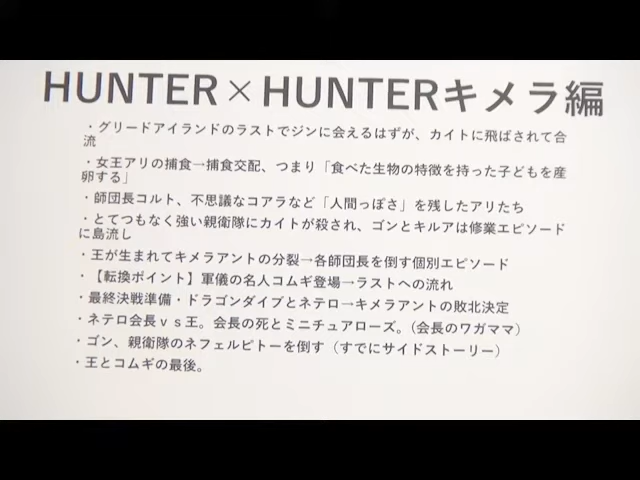 HUNTER×HUNTERキメラ編
・グリードアイランドのラストでジンに会えるはずが、カイトに飛ばされて合
流
・女王アリの捕食→捕食交配、つまり「食べた生物の特徴を持った子どもを産
卵する」
・師団長コルト、不思議なコアラなど「人間っぽさ」を残したアリたち
・とてつもなく強い親衛隊にカイトが殺され、ゴンとキルアは修業エピソード
に島流し
・王が生まれてキメラアントの分裂→各師団長を倒す個別エピソード
・【転換ポイント】軍儀の名人コムギ登場→ラストへの流れ
・最終決戦準備・ドラゴンダイブとネテロ→キメラアントの敗北決定
・ネテロ会長ｖｓ王。会長の死とミニチュアローズ。(会長のワガママ）
・ゴン、親衛隊のネフェルピトーを倒す（すでにサイドストーリー）
・王とコムギの最後。